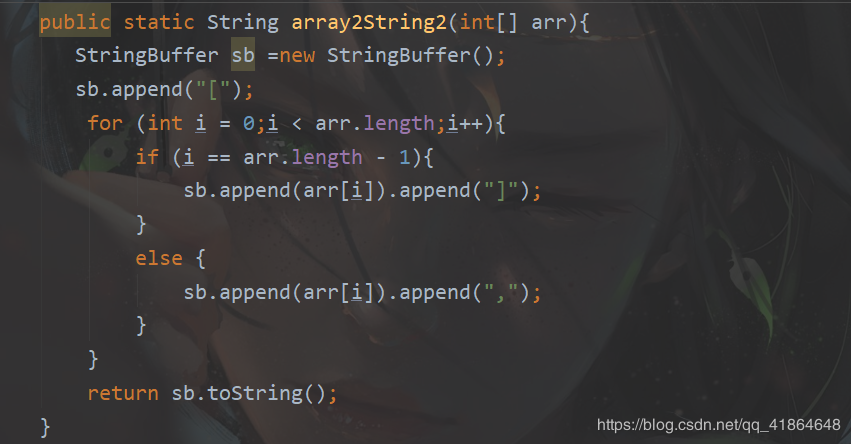 public static String array2String2(int[] arr){
StringBuffer sb =new StringBuffer();
sb.append("[");
for (int i = 0;i < arr.length;i++){
if (i == arr.length - 1){
sb.append(arr[i]).append("]");
}
else {
sb.append(arr[i]).append(",");
}
}
return sb.toString();
}
https://blog.csdn.net/qq_41864648